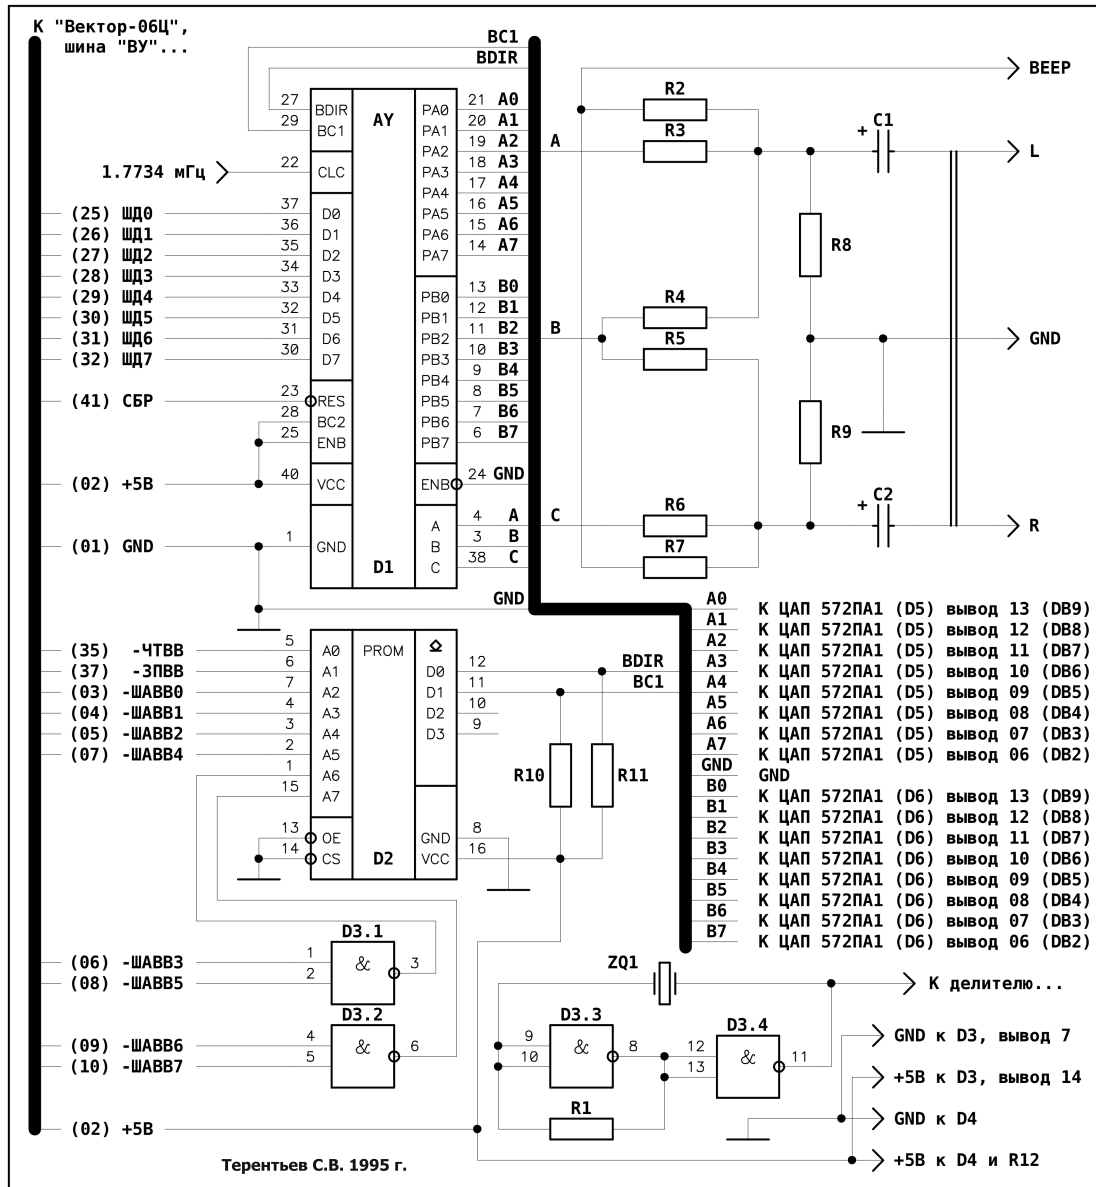 К "Вектор-06Ц",
шина "ВУ"...
BC1
BDIR
BEEP
27 BDIR AY PA0 21 A0
29 BC1 PA1 20 A1
PA2 19 A2 A
1.7734 мГц 22 CLC PA3 18 A3
PA4 17 A4
(25) ШД0 37 D0 PA5 16 A5
(26) ШД1 36 D1 PA6 15 A6
(27) ШД2 35 D2 PA7 14 A7
(28) ШД3 34 D3
(29) ШД4 33 D4 PB0 13 B0
(30) ШД5 32 D5 PB1 12 B1
(31) ШД6 31 D6 PB2 11 B2 B
(32) ШД7 30 D7 PB3 10 B3
PB4 9 B4
(41) СБР 23 RES PB5 8 B5
28 BC2 PB6 7 B6
25 ENB PB7 6 B7
(02) +5В 40 VCC ENB 24 GND
A 4 A C
(01) GND 1 GND B 3 B
D1 C 38 C
GND
R2
R3
C1
+
L
R8
R4
R5
GND
R9
C2
+
R6
R7
R
(35) -ЧТВВ 5 A0 PROM
(37) -ЗПВВ 6 A1 D0 12 BDIR
(03) -ШАВВ0 7 A2 D1 11 BC1
(04) -ШАВВ1 4 A3 D2 10
(05) -ШАВВ2 3 A4 D3 9
(07) -ШАВВ4 2 A5
1 A6
15 A7
13 OE GND 8
14 CS D2 VCC 16
R10
R11
A0 К ЦАП 572ПА1 (D5) вывод 13 (DB9)
A1 К ЦАП 572ПА1 (D5) вывод 12 (DB8)
A2 К ЦАП 572ПА1 (D5) вывод 11 (DB7)
A3 К ЦАП 572ПА1 (D5) вывод 10 (DB6)
A4 К ЦАП 572ПА1 (D5) вывод 09 (DB5)
A5 К ЦАП 572ПА1 (D5) вывод 08 (DB4)
A6 К ЦАП 572ПА1 (D5) вывод 07 (DB3)
A7 К ЦАП 572ПА1 (D5) вывод 06 (DB2)
GND GND
B0 К ЦАП 572ПА1 (D6) вывод 13 (DB9)
B1 К ЦАП 572ПА1 (D6) вывод 12 (DB8)
B2 К ЦАП 572ПА1 (D6) вывод 11 (DB7)
B3 К ЦАП 572ПА1 (D6) вывод 10 (DB6)
B4 К ЦАП 572ПА1 (D6) вывод 09 (DB5)
B5 К ЦАП 572ПА1 (D6) вывод 08 (DB4)
B6 К ЦАП 572ПА1 (D6) вывод 07 (DB3)
B7 К ЦАП 572ПА1 (D6) вывод 06 (DB2)
D3.1
(06) -ШАВВ3 1 & 3
(08) -ШАВВ5 2
D3.2
(09) -ШАВВ6 4 & 6
(10) -ШАВВ7 5
ZQ1
К делителю...
D3.3 D3.4
9 & 8 12 & 11
10 13
R1
GND к D3, вывод 7
+5В к D3, вывод 14
GND к D4
+5В к D4 и R12
(02) +5В
Терентьев С.В. 1995 г.